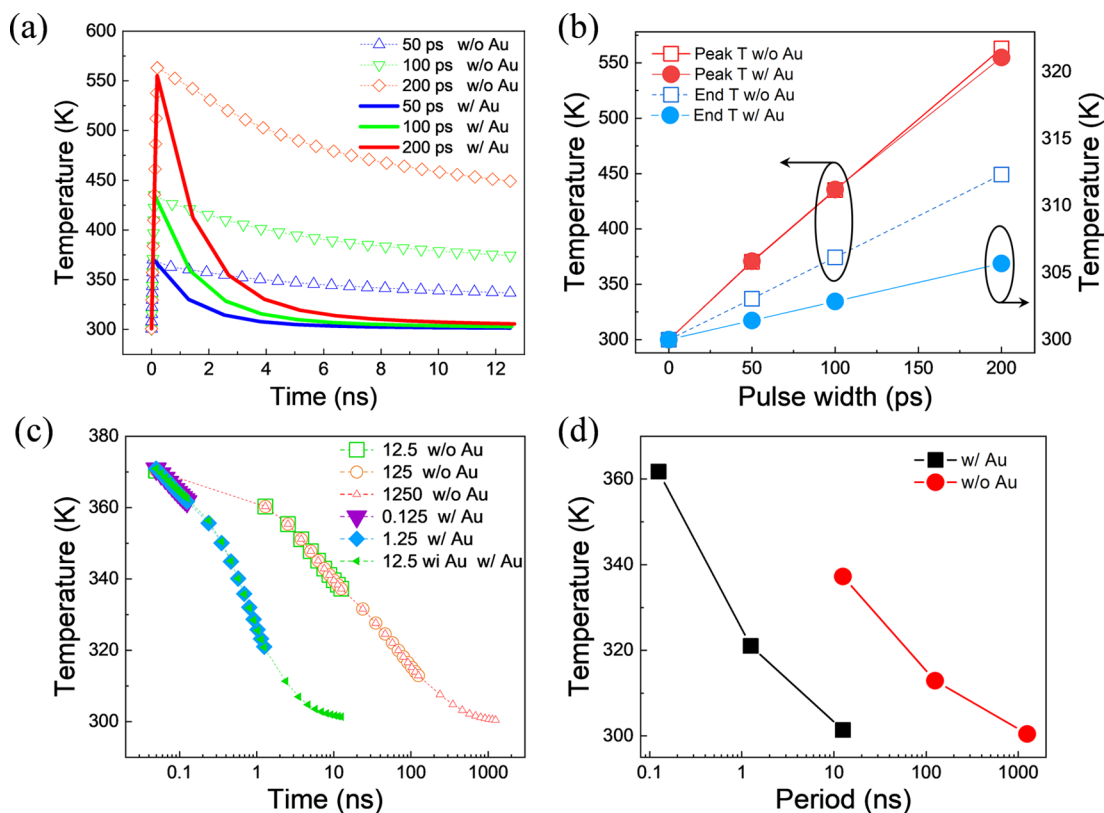 (a)
600
550
500
450
400
350
300
Temperature (K)
0 2 4 6 8 10 12
Time (ns)
50 ps w/o Au
100 ps w/o Au
200 ps w/o Au
50 ps w/ Au
100 ps w/ Au
200 ps w/ Au
(b)
550
500
450
400
350
300
Temperature (K)
0 50 100 150 200
Pulse width (ps)
320
315
310
305
300
Temperature (K)
Peak T w/o Au
Peak T w/ Au
End T w/o Au
End T w/ Au
(c)
380
360
340
320
300
Temperature (K)
0.1 1 10 100 1000
Time (ns)
12.5 w/o Au
125 w/o Au
1250 w/o Au
0.125 w/ Au
1.25 w/ Au
12.5 wi Au w/ Au
(d)
360
340
320
300
Temperature (K)
0.1 1 10 100 1000
Period (ns)
w/ Au
w/o Au